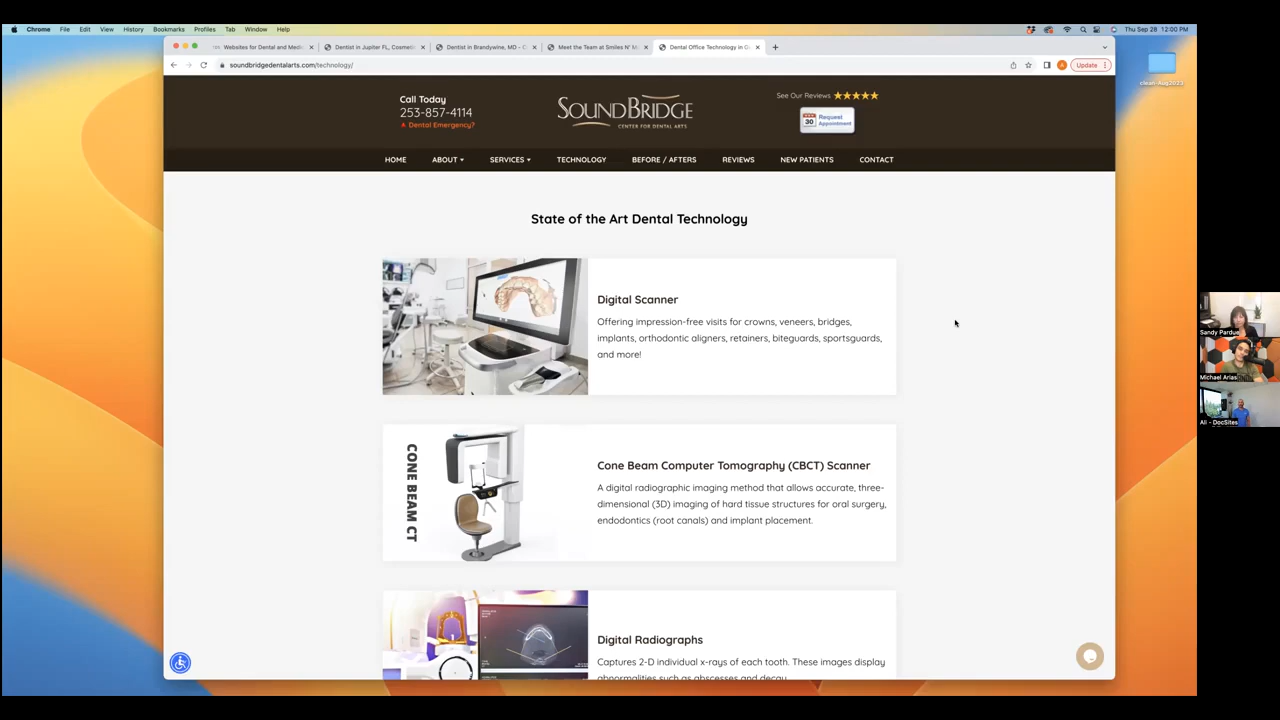 Chrome File Edit View History Bookmarks Profiles Tab Window Help
Thu Sep 28 12:00 PM
Websites for Dental and Medic
Dentist in Jupiter FL, Cosmeti
Dentist in Brandywine, MD - C
Meet the Team at Smiles N' M
Dental Office Technology in G
soundbridgedentalarts.com/technology/
Update
Call Today
253-857-4114
Dental Emergency?
SOUNDBRIDGE
CENTER FOR DENTAL ARTS
See Our Reviews
30 Request Appointment
HOME ABOUT SERVICES TECHNOLOGY BEFORE / AFTERS REVIEWS NEW PATIENTS CONTACT
State of the Art Dental Technology
Digital Scanner
Offering impression-free visits for crowns, veneers, bridges,
implants, orthodontic aligners, retainers, biteguards, sportsguards,
and more!
CONE BEAM CT
Cone Beam Computer Tomography (CBCT) Scanner
A digital radiographic imaging method that allows accurate, three-
dimensional (3D) imaging of hard tissue structures for oral surgery,
endodontics (root canals) and implant placement.
Digital Radiographs
Captures 2-D individual x-rays of each tooth. These images display
abnormalities such as abscesses and decay.
Sandy Pardue
Michael Arias
Ali - DocSites